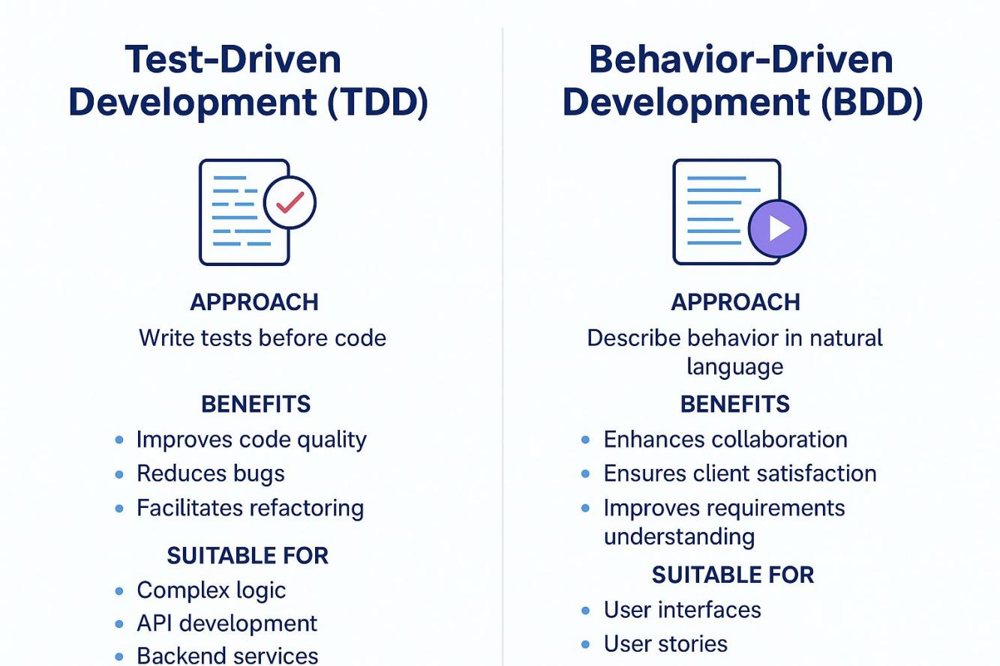 Test-Driven
Development (TDD)
APPROACH
Write tests before code
BENEFITS
• Improves code quality
• Reduces bugs
• Facilitates refactoring
SUITABLE FOR
• Complex logic
• API development
• Backend services
Behavior-Driven
Development (BDD)
APPROACH
Describe behavior in natural
language
BENEFITS
• Enhances collaboration
• Ensures client satisfaction
• Improves requirements
understanding
SUITABLE FOR
• User interfaces
• User stories